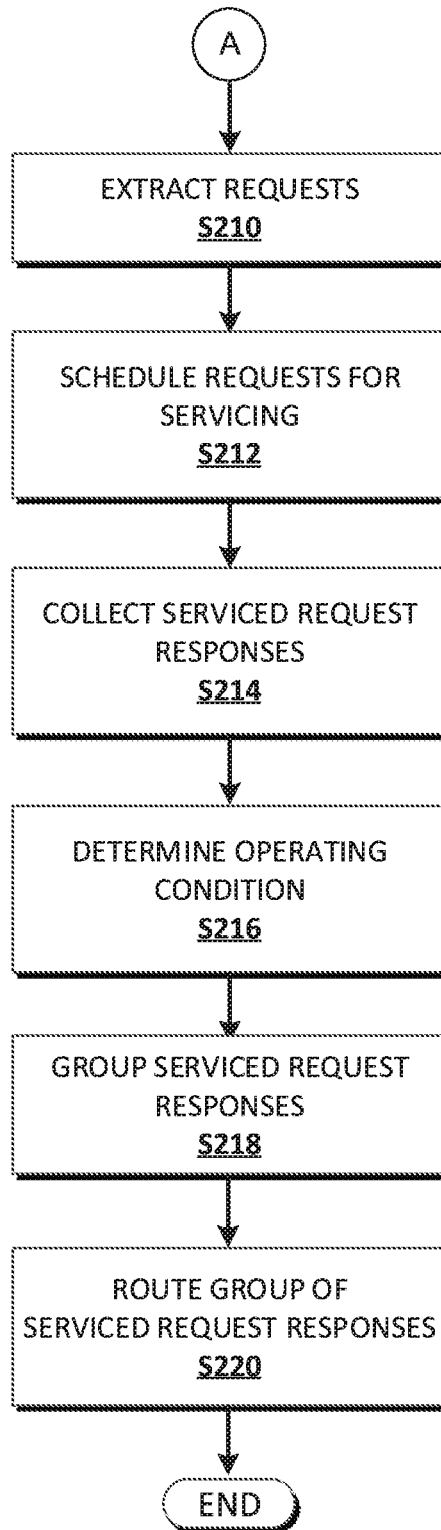 A
EXTRACT REQUESTS
S210
SCHEDULE REQUESTS FOR
SERVICING
S212
COLLECT SERVICED REQUEST
RESPONSES
S214
DETERMINE OPERATING
CONDITION
S216
GROUP SERVICED REQUEST
RESPONSES
S218
ROUTE GROUP OF
SERVICED REQUEST RESPONSES
S220
END